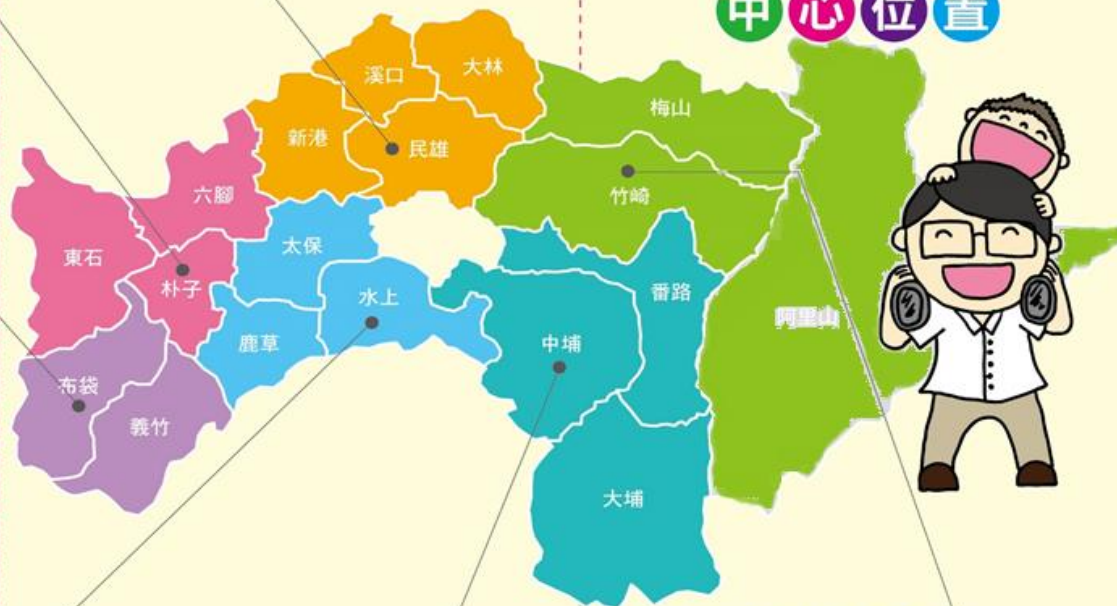 中心位置
溪口
大林
新港
民雄
梅山
竹崎
六腳
東石
朴子
太保
水上
鹿草
番路
中埔
阿里山
布袋
義竹
大埔